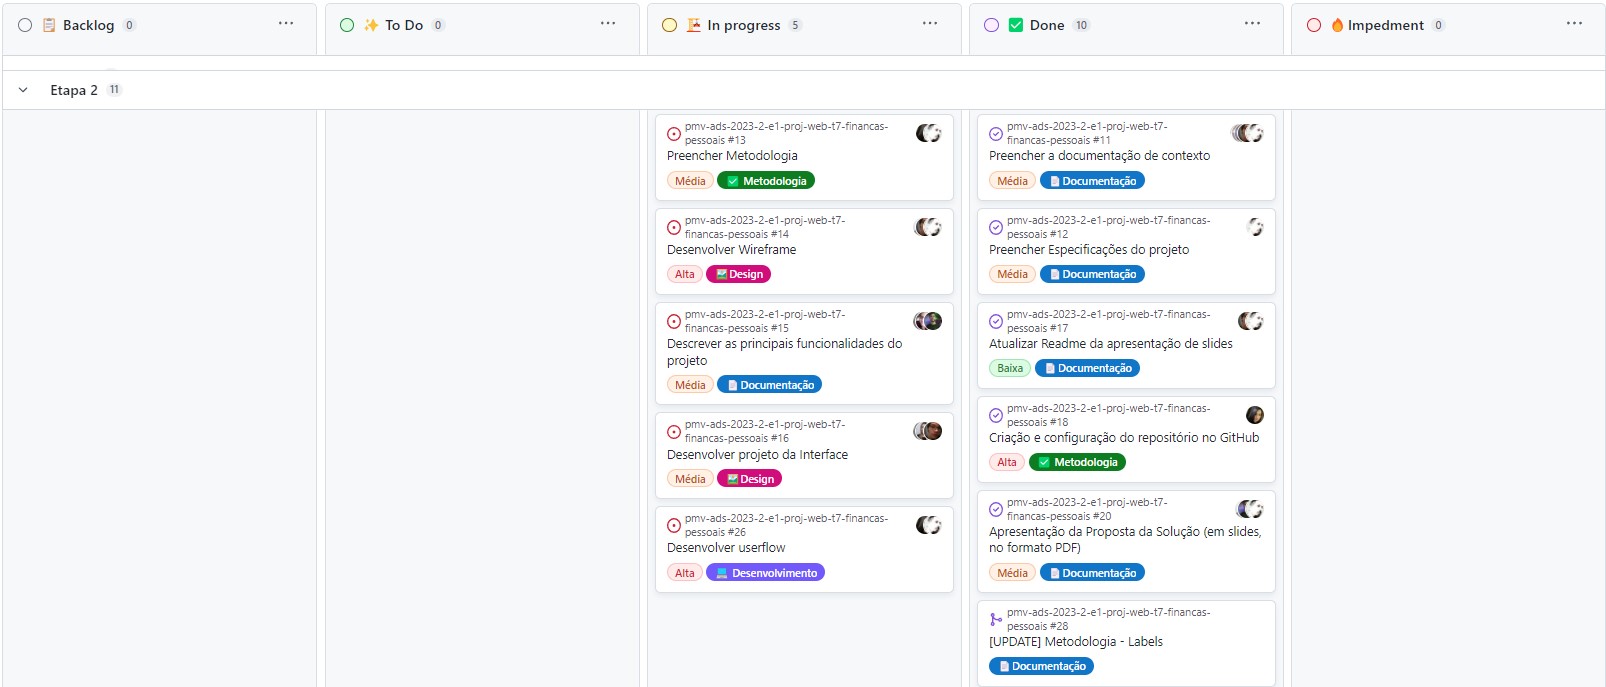 Backlog 0
To Do 0
In progress 5
Done 10
Impedment 0
Etapa 2 11
pmv-ads-2023-2-e1-proj-web-t7-financas-
pessoais #13
Preencher Metodologia
Média Metodologia
pmv-ads-2023-2-e1-proj-web-t7-
financas-pessoais #14
Desenvolver Wireframe
Alta Design
pmv-ads-2023-2-e1-proj-web-t7-
financas-pessoais #15
Descrever as principais funcionalidades do
projeto
Média Documentação
pmv-ads-2023-2-e1-proj-web-t7-
financas-pessoais #16
Desenvolver projeto da Interface
Média Design
pmv-ads-2023-2-e1-proj-web-t7-financas-
pessoais #26
Desenvolver userflow
Alta Desenvolvimento
pmv-ads-2023-2-e1-proj-web-t7-
financas-pessoais #11
Preencher a documentação de contexto
Média Documentação
pmv-ads-2023-2-e1-proj-web-t7-financas-
pessoais #12
Preencher Especificações do projeto
Média Documentação
pmv-ads-2023-2-e1-proj-web-t7-financas-
pessoais #17
Atualizar Readme da apresentação de slides
Baixa Documentação
pmv-ads-2023-2-e1-proj-web-t7-financas-
pessoais #18
Criação e configuração do repositório no GitHub
Alta Metodologia
pmv-ads-2023-2-e1-proj-web-t7-
financas-pessoais #20
Apresentação da Proposta da Solução (em slides,
no formato PDF)
Média Documentação
pmv-ads-2023-2-e1-proj-web-t7-financas-
pessoais #28
[UPDATE] Metodologia - Labels
Documentação